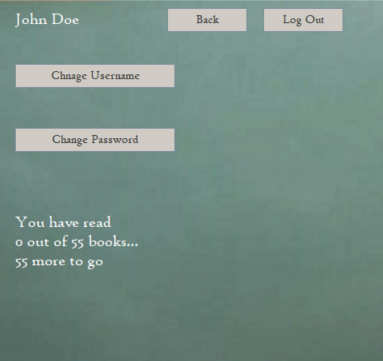 John Doe
Back
Log Out
Chnage Username
Change Password
You have read
0 out of 55 books...
55 more to go